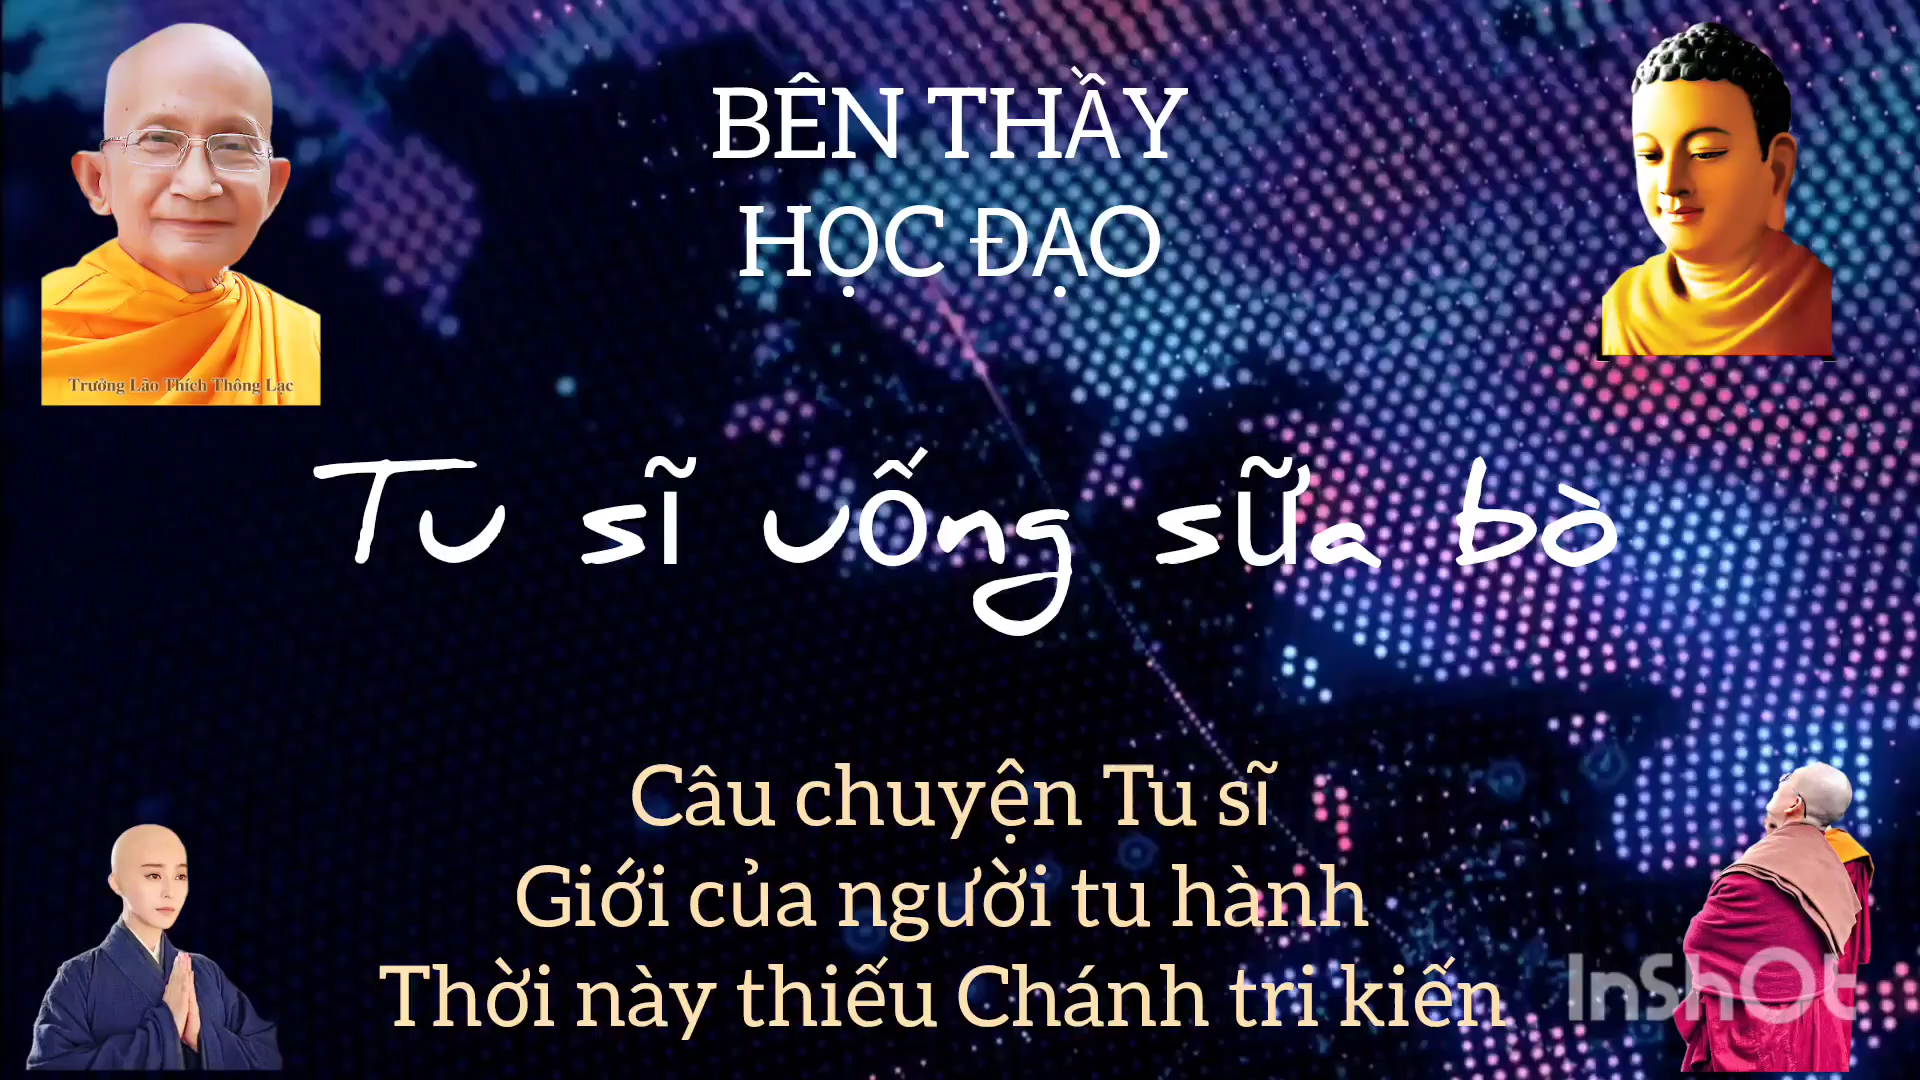 BÊN THẦY
HỌC ĐẠO
Trưởng Lão Thích Thông Lạc
Tu sĩ uống sữa bò
Câu chuyện Tu sĩ
Giới của người tu hành
Thời này thiếu Chánh tri kiến
InShOt